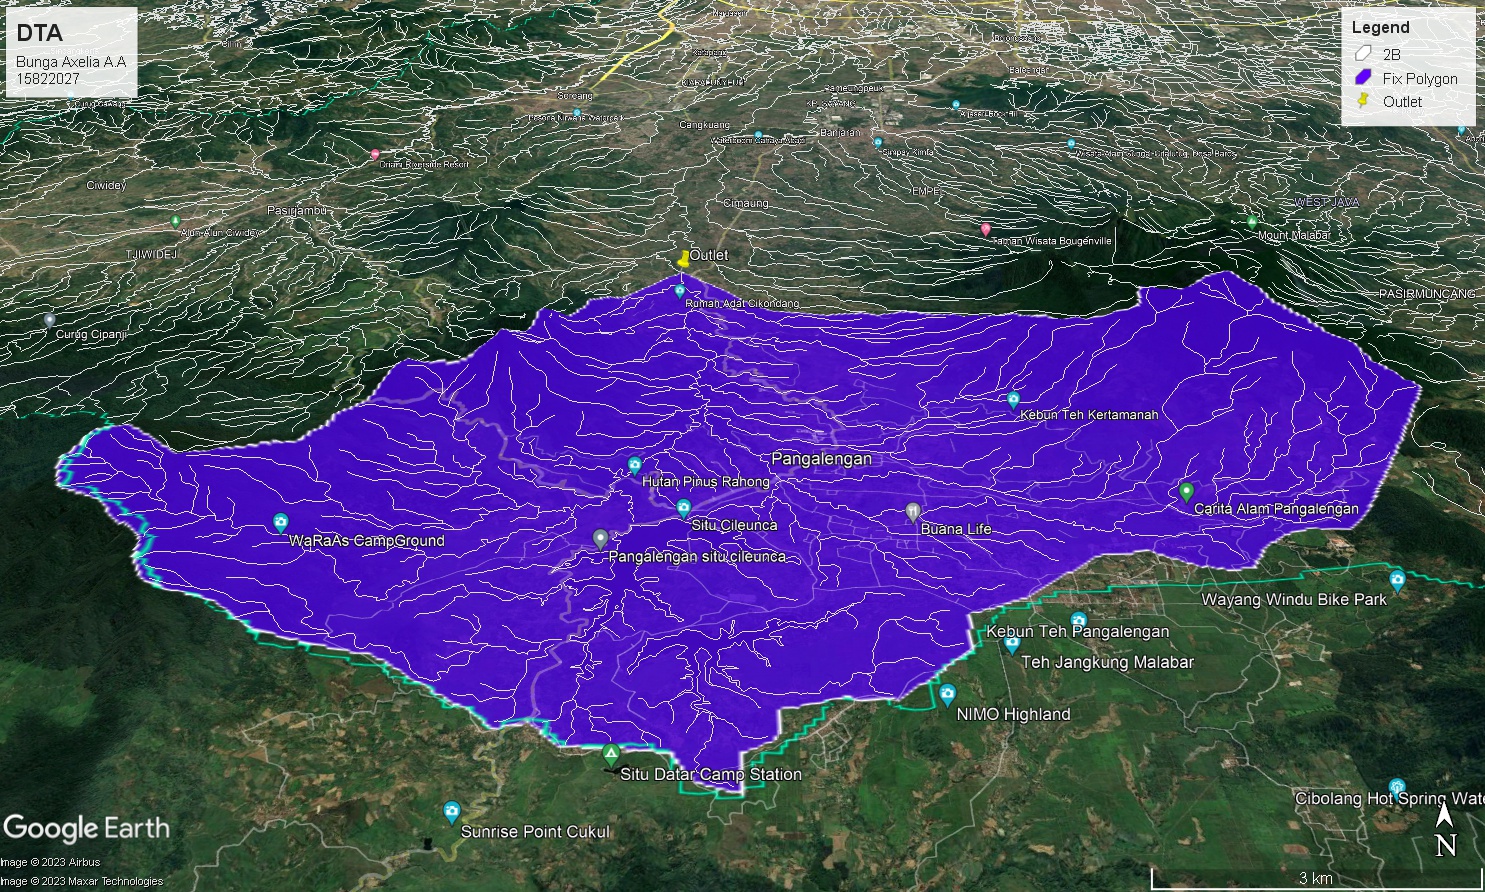 DTA
Bunga Axelia A.A
15822027
Legend
2B
Fix Polygon
Outlet
Soreang
Cangkuang
Banjaran
Ciwidey
Pasirjambu
Cimaung
WEST JAVA
Alun Alun Ciwidey
TJIWIDEJ
Taman Wisata Bougenville
Mount Malabar
Outlet
PASIRMUNCANG
Rumah Adat Cikondang
Curug Cipanji
Kebun Teh Kertamanah
Pangalengan
Hutan Pinus Rahong
Carita Alam Pangalengan
Situ Cileunca
Buana Life
WaRaAs CampGround
Pangalengan situ cileunca
Wayang Windu Bike Park
Kebun Teh Pangalengan
Teh Jangkung Malabar
NIMO Highland
Situ Datar Camp Station
Cibolang Hot Spring Wate
Google Earth
Sunrise Point Cukul
N
Image © 2023 Airbus
Image © 2023 Maxar Technologies
3 km